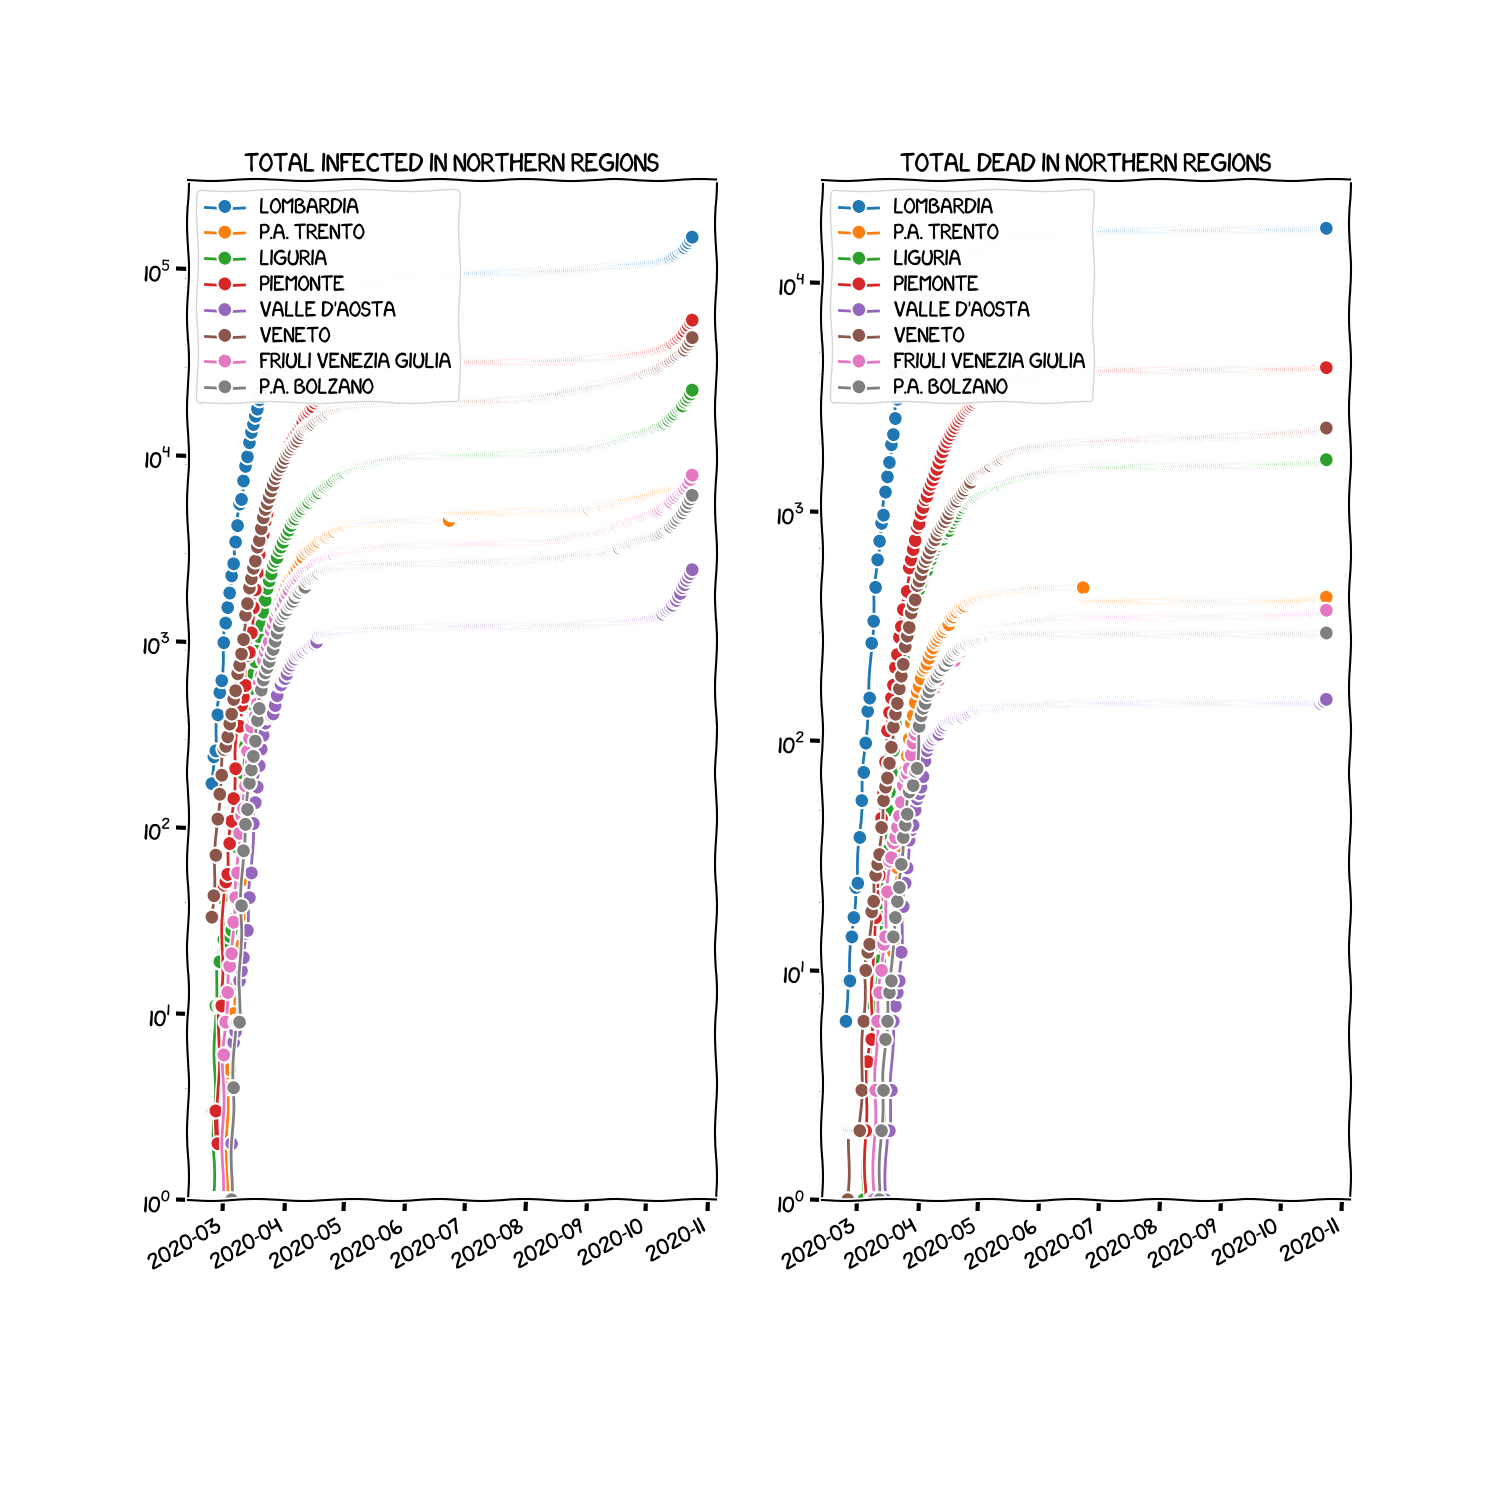 TOTAL INFECTED IN NORTHERN REGIONS
LOMBARDIA
P.A. TRENTO
LIGURIA
PIEMONTE
VALLE D'AOSTA
VENETO
FRIULI VENEZIA GIULIA
P.A. BOLZANO
10^5
10^4
10^3
10^2
10^1
10^0
2020-03
2020-04
2020-05
2020-06
2020-07
2020-08
2020-09
2020-10
2020-11
TOTAL DEAD IN NORTHERN REGIONS
LOMBARDIA
P.A. TRENTO
LIGURIA
PIEMONTE
VALLE D'AOSTA
VENETO
FRIULI VENEZIA GIULIA
P.A. BOLZANO
10^4
10^3
10^2
10^1
10^0
2020-03
2020-04
2020-05
2020-06
2020-07
2020-08
2020-09
2020-10
2020-11